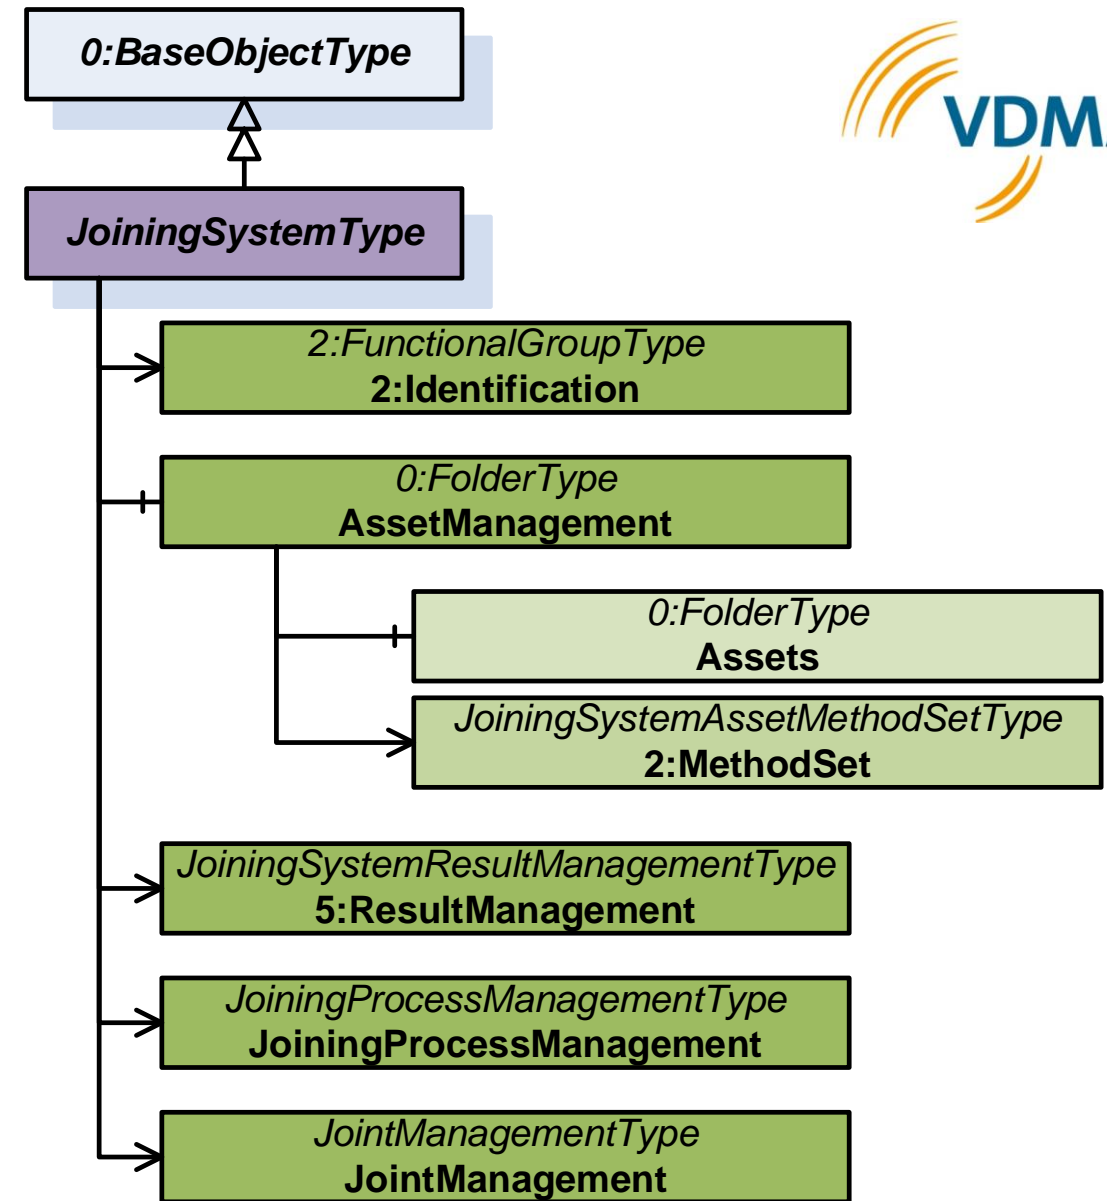 0:BaseObjectType
VDM
JoiningSystemType
2:FunctionalGroupType
2:Identification
0:FolderType
AssetManagement
0:FolderType
Assets
JoiningSystemAssetMethodSetType
2:MethodSet
JoiningSystemResultManagementType
5:ResultManagement
JoiningProcessManagementType
JoiningProcessManagement
JointManagementType
JointManagement